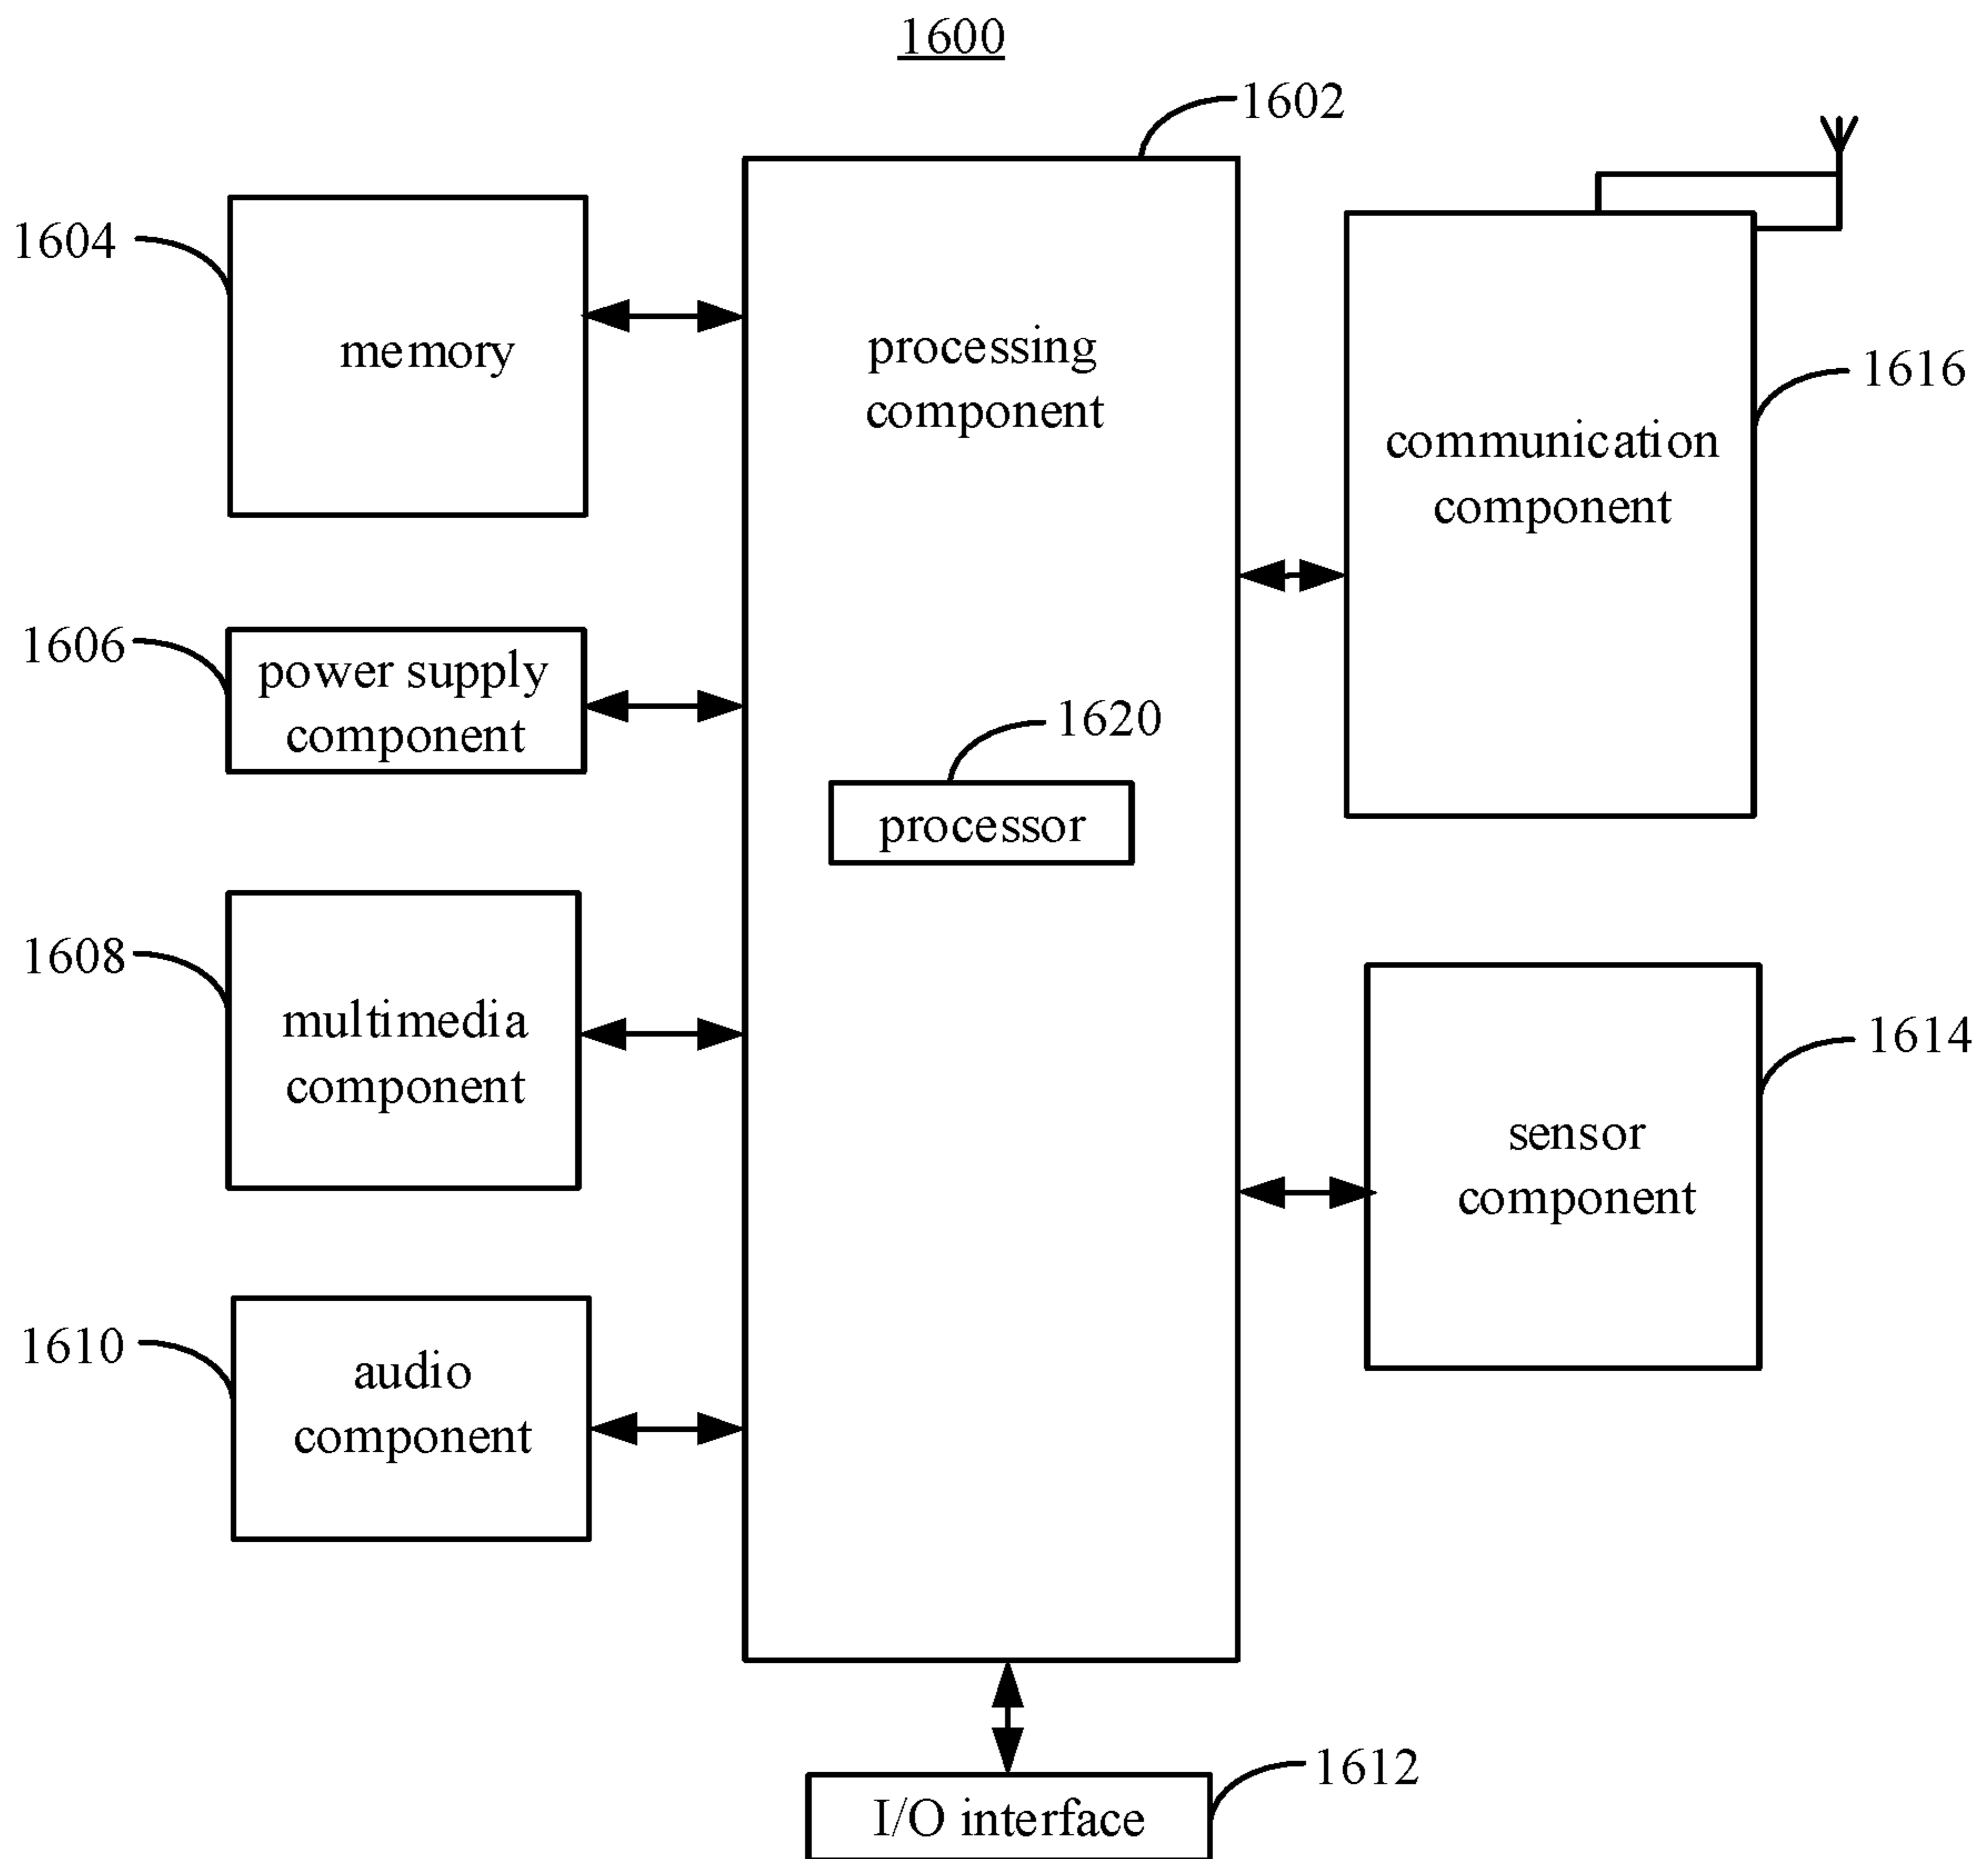 1600
1602
1604
memory
processing
component
1616
communication
component
1606
power supply
component
1620
processor
1608
multimedia
component
1614
sensor
component
1610
audio
component
1612
I/O interface